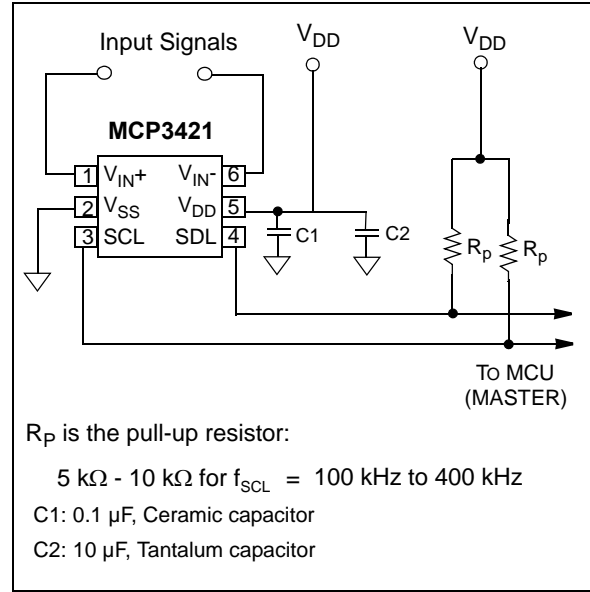 Input Signals
VDD
VDD
MCP3421
1 VIN+ VIN- 6
2 VSS VDD 5
3 SCL SDL 4
C1
C2
Rp
Rp
TO MCU
(MASTER)
RP is the pull-up resistor:
5 kΩ - 10 kΩ for fSCL = 100 kHz to 400 kHz
C1: 0.1 µF, Ceramic capacitor
C2: 10 µF, Tantalum capacitor